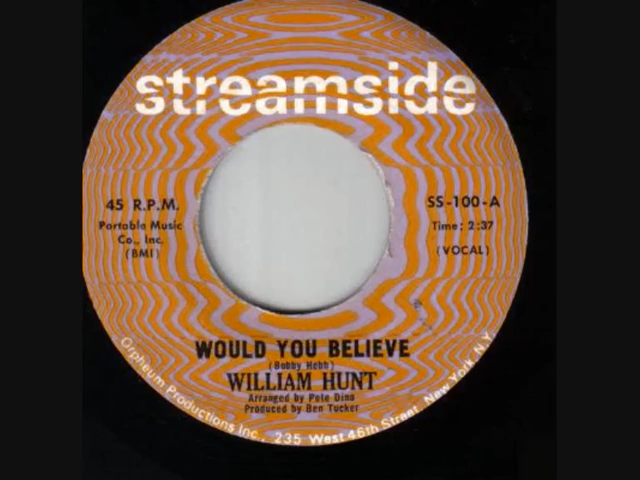 streamside
45 R.P.M.
Portable Music
Co., Inc.
(BMI)
SS-100-A
Time: 2:37
(VOCAL)
WOULD YOU BELIEVE
(Bobby Hebb)
WILLIAM HUNT
Arranged by Pete Dino
Produced by Ben Tucker
Orpheum Productions Inc., 235 West 46th Street, New York, N.Y.